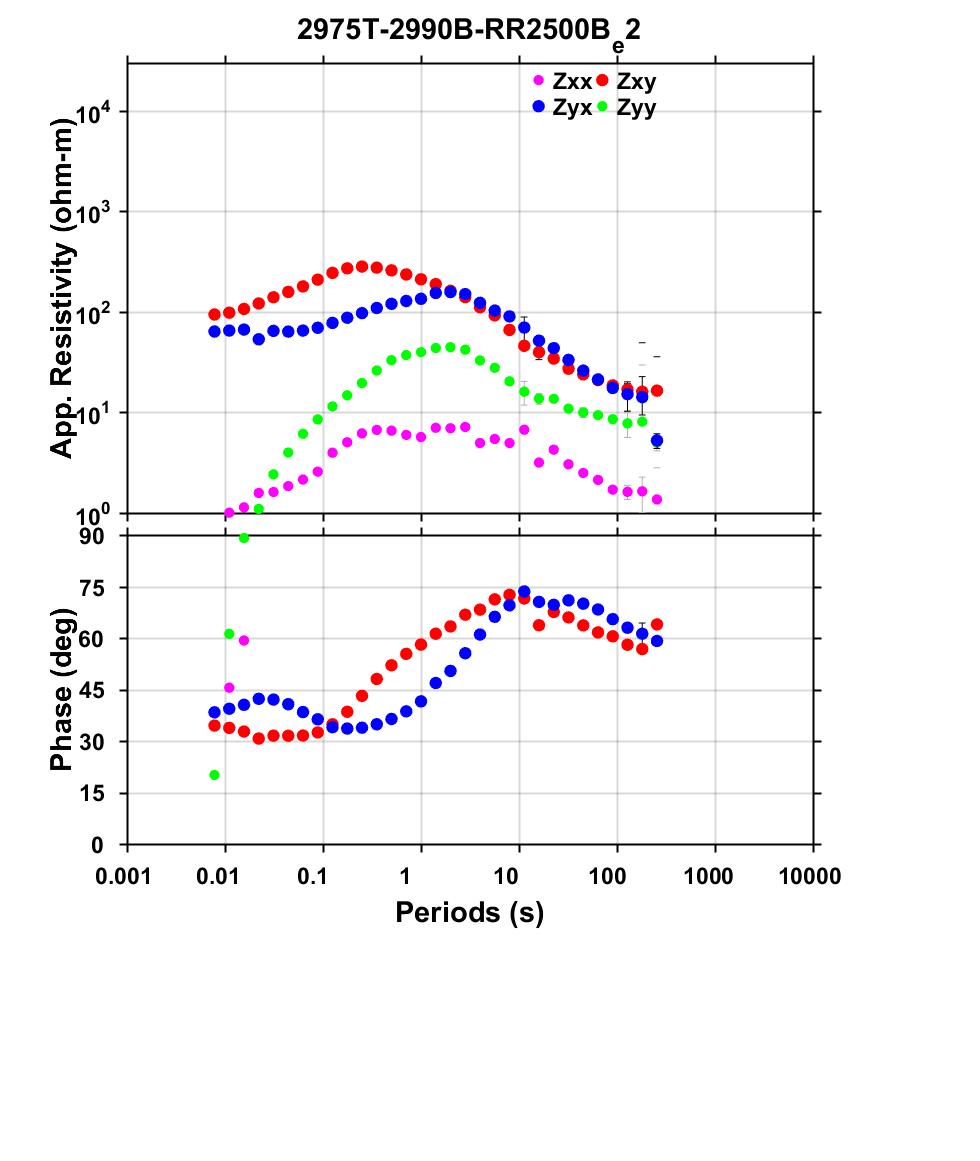 2975T-2990B-RR2500Be2
Zxx Zxy
Zyx Zyy
App. Resistivity (ohm-m)
10^4
10^3
10^2
10^1
10^0
Phase (deg)
90
75
60
45
30
15
0
0.001 0.01 0.1 1 10 100 1000 10000
Periods (s)